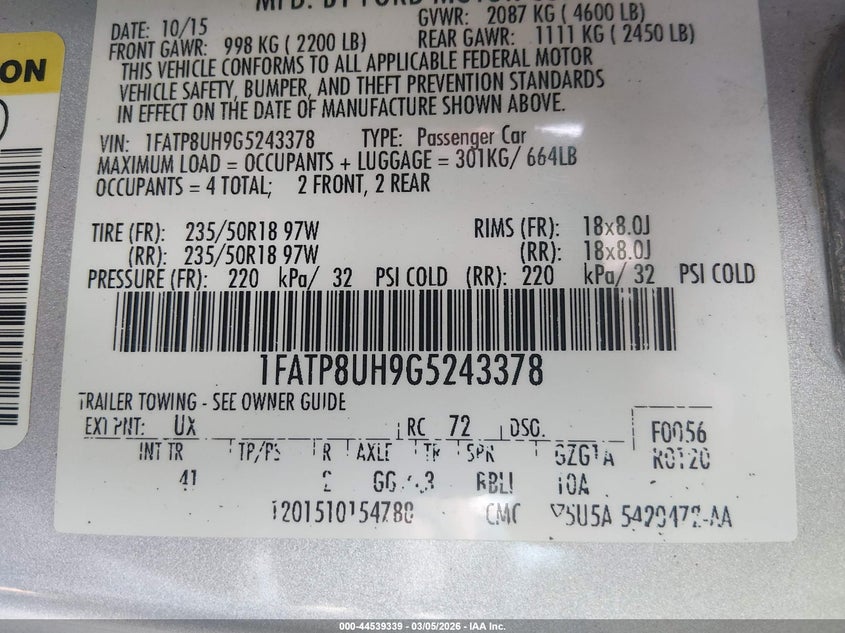 MFD. BY FORD MOTOR CO
DATE: 10/15
GVWR: 2087 KG ( 4600 LB)
FRONT GAWR: 998 KG ( 2200 LB)
REAR GAWR: 1111 KG ( 2450 LB)
THIS VEHICLE CONFORMS TO ALL APPLICABLE FEDERAL MOTOR
VEHICLE SAFETY, BUMPER, AND THEFT PREVENTION STANDARDS
IN EFFECT ON THE DATE OF MANUFACTURE SHOWN ABOVE.
VIN: 1FATP8UH9G5243378 TYPE: Passenger Car
MAXIMUM LOAD = OCCUPANTS + LUGGAGE = 301KG/ 664LB
OCCUPANTS = 4 TOTAL; 2 FRONT, 2 REAR
TIRE (FR): 235/50R18 97W RIMS (FR): 18x8.0J
(RR): 235/50R18 97W (RR): 18x8.0J
PRESSURE (FR): 220 kPa/ 32 PSI COLD (RR): 220 kPa/ 32 PSI COLD
1FATP8UH9G5243378
TRAILER TOWING - SEE OWNER GUIDE
EXT PNT: UX RC 72 DSO:
F0056
INT TR TP/PS R AXLE TR SPR
R0120
41
10A
1201510154780
ON
000-44539339 - 03/05/2026 - IAA Inc.